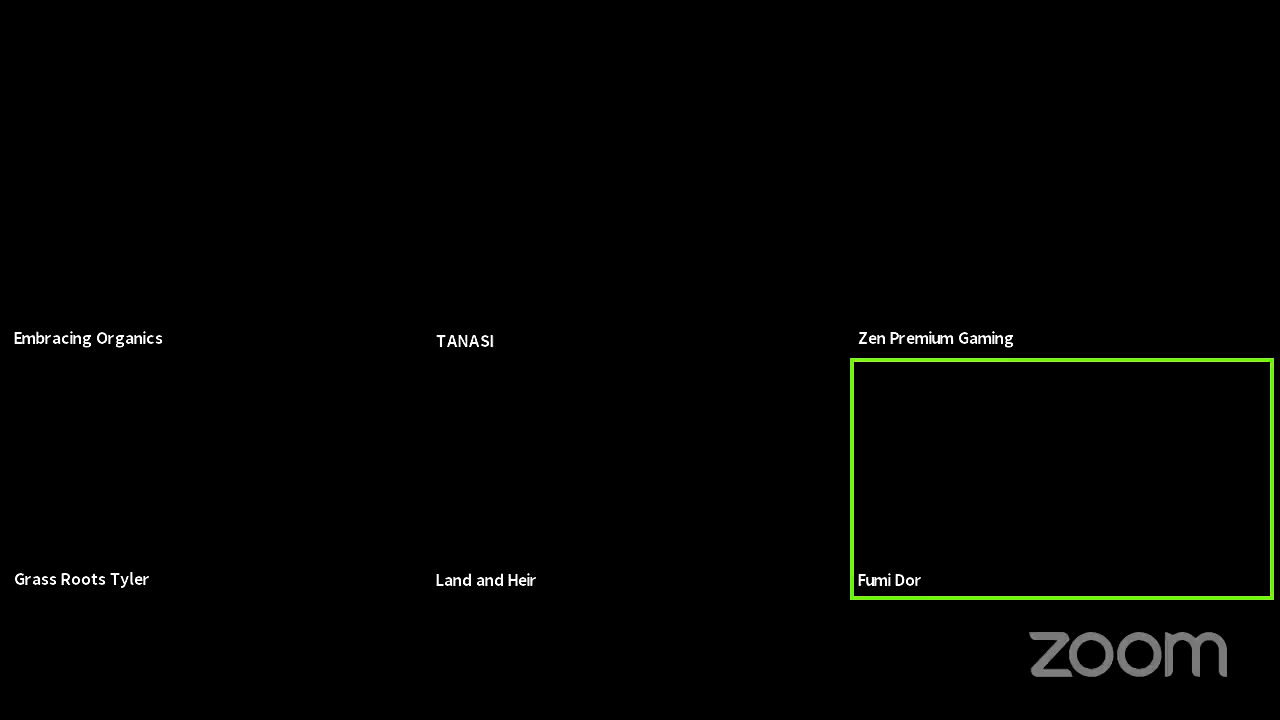 Embracing Organics
TANASI
Zen Premium Gaming
Grass Roots Tyler
Land and Heir
Fumi Dor
zoom